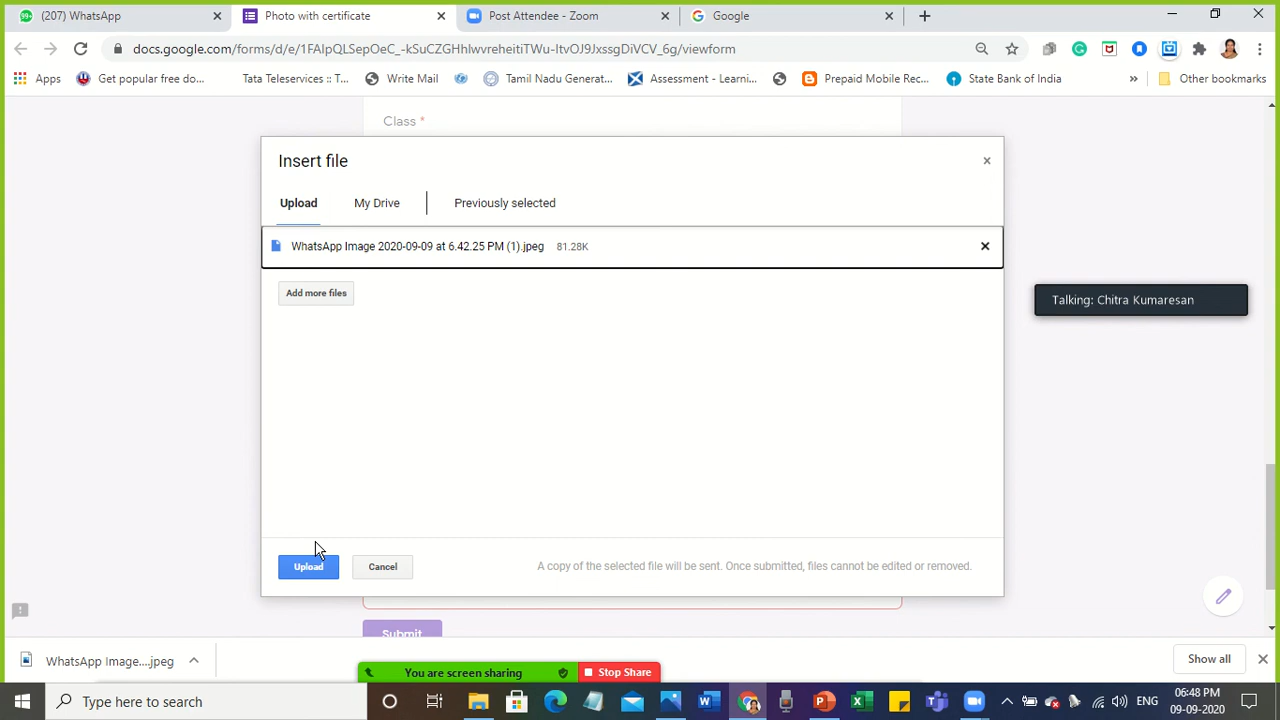 99+ (207) WhatsApp
Photo with certificate
Post Attendee - Zoom
Google
docs.google.com/forms/d/e/1FAIpQLSepOeC_-kSuCZGHhlwvreheitiTWu-ItvOJ9JxssgDiVCV_6g/viewform
Apps
Get popular free do...
Tata Teleservices :: T...
Write Mail
Tamil Nadu Generat...
Assessment - Learni...
Prepaid Mobile Rec...
State Bank of India
»
Other bookmarks
Class *
Insert file
Upload
My Drive
Previously selected
WhatsApp Image 2020-09-09 at 6.42.25 PM (1).jpeg
81.28K
Add more files
Talking: Chitra Kumaresan
Upload
Cancel
A copy of the selected file will be sent. Once submitted, files cannot be edited or removed.
Submit
WhatsApp Image....jpeg
Show all
You are screen sharing
Stop Share
Type here to search
ENG
06:48 PM
09-09-2020